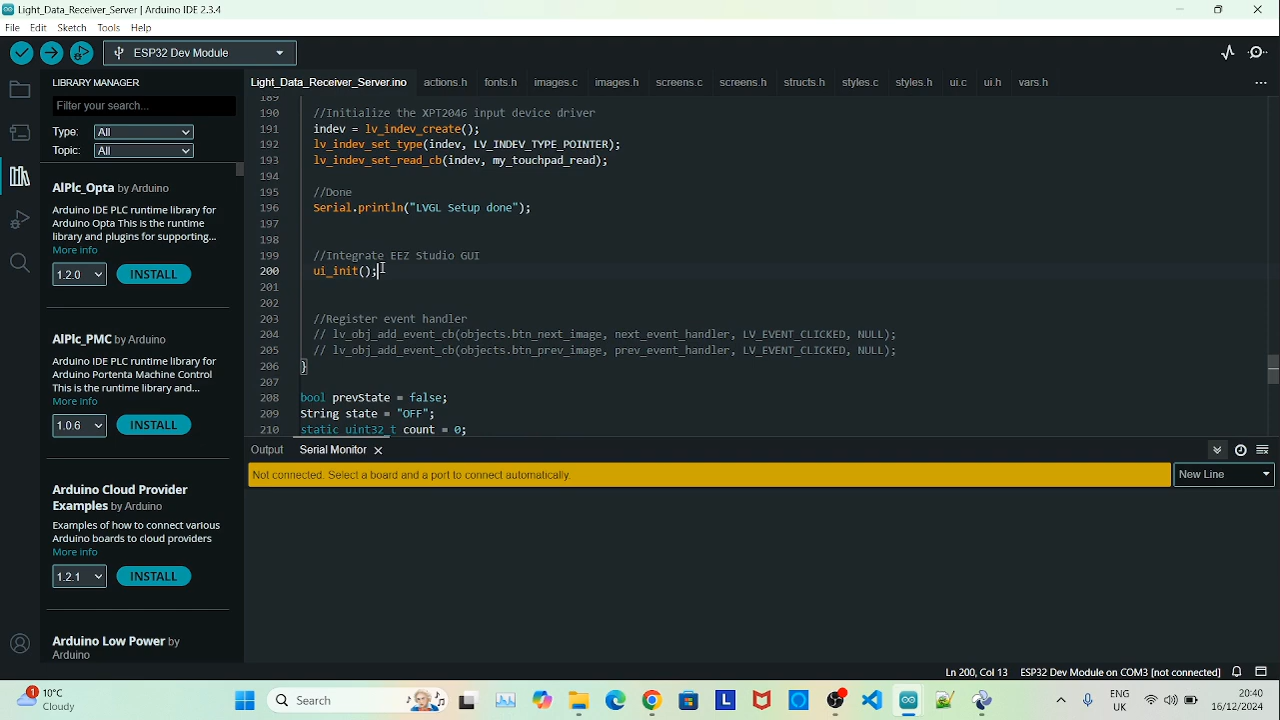 Light_Data_Receiver_Server | Arduino IDE 2.3.4
File Edit Sketch Tools Help
ESP32 Dev Module
LIBRARY MANAGER
Filter your search...
Type: All
Topic: All
AlPlc_Opta by Arduino
Arduino IDE PLC runtime library for
Arduino Opta This is the runtime
library and plugins for supporting...
More info
1.2.0 INSTALL
AlPlc_PMC by Arduino
Arduino IDE PLC runtime library for
Arduino Portenta Machine Control
This is the runtime library and...
More info
1.0.6 INSTALL
Arduino Cloud Provider
Examples by Arduino
Examples of how to connect various
Arduino boards to cloud providers
More info
1.2.1 INSTALL
Arduino Low Power by
Arduino
Light_Data_Receiver_Server.ino actions.h fonts.h images.c images.h screens.c screens.h structs.h styles.c styles.h ui.c ui.h vars.h ...
189
190 //Initialize the XPT2046 input device driver
191 indev = lv_indev_create();
192 lv_indev_set_type(indev, LV_INDEV_TYPE_POINTER);
193 lv_indev_set_read_cb(indev, my_touchpad_read);
194
195 //Done
196 Serial.println("LVGL Setup done");
197
198
199 //Integrate EEZ Studio GUI
200 ui_init();
201
202
203 //Register event handler
204 // lv_obj_add_event_cb(objects.btn_next_image, next_event_handler, LV_EVENT_CLICKED, NULL);
205 // lv_obj_add_event_cb(objects.btn_prev_image, prev_event_handler, LV_EVENT_CLICKED, NULL);
206 }
207
208 bool prevState = false;
209 String state = "OFF";
210 static uint32_t count = 0;
Output Serial Monitor
Not connected. Select a board and a port to connect automatically.
New Line
Ln 200, Col 13 ESP32 Dev Module on COM3 [not connected]
1
10°C
Cloudy
Search
ENG
UK
20:40
16/12/2024